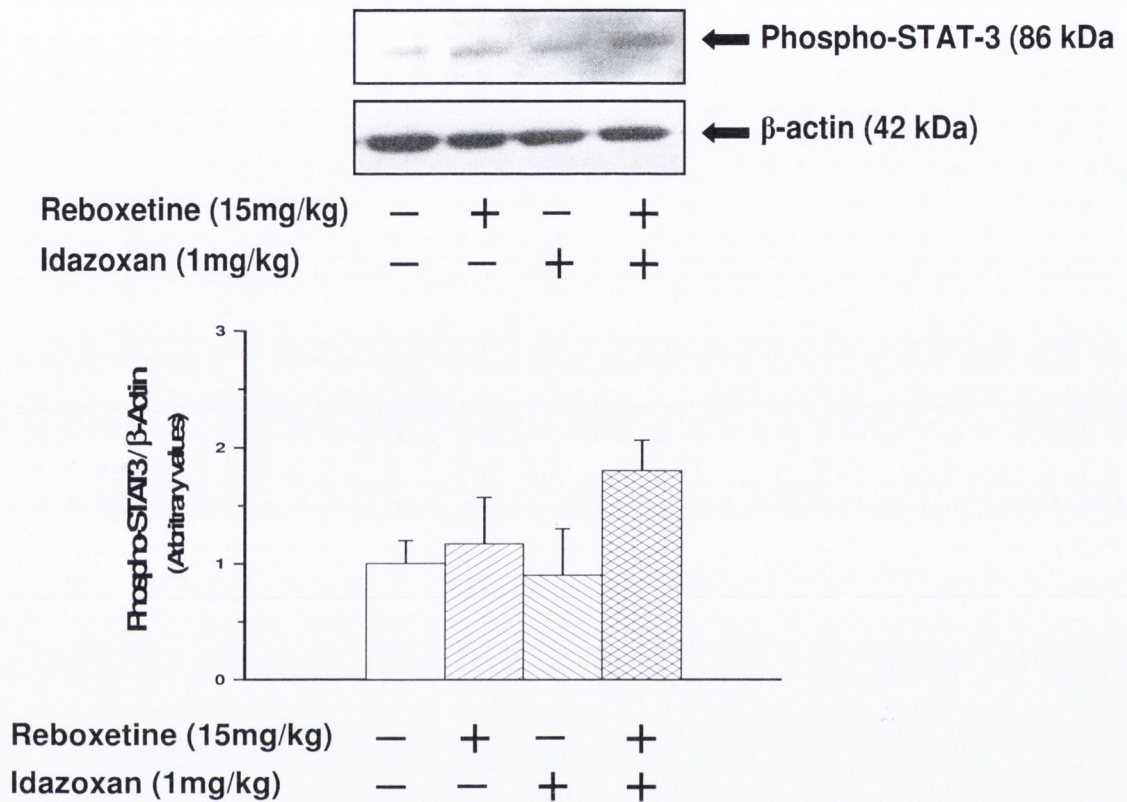 Phospho-STAT-3 (86 kDa
β-actin (42 kDa)
Reboxetine (15mg/kg) – + – +
Idazoxan (1mg/kg) – – + +
3
2
1
0
Phospho-STAT3/ β-Actin
(Abritrary values)
Reboxetine (15mg/kg) – + – +
Idazoxan (1mg/kg) – – + +